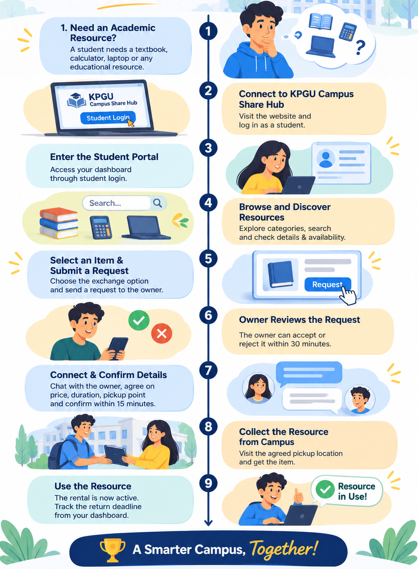 1. Need an Academic
Resource?
A student needs a textbook,
calculator, laptop or any
educational resource.
1
?
KPGU
Campus Share Hub
Student Login
2
Connect to KPGU Campus
Share Hub
Visit the website and
log in as a student.
3
Enter the Student Portal
Access your dashboard
through student login.
Search...
4
Browse and Discover
Resources
Explore categories, search
and check details & availability.
5
Select an Item &
Submit a Request
Choose the exchange option
and send a request to the owner.
Request
6
Owner Reviews the Request
The owner can accept or
reject it within 30 minutes.
7
Connect & Confirm Details
Chat with the owner, agree on
price, duration, pickup point
and confirm within 15 minutes.
8
Collect the Resource
from Campus
Visit the agreed pickup location
and get the item.
9
Use the Resource
The rental is now active.
Track the return deadline
from your dashboard.
Resource
in Use!
A Smarter Campus, Together!